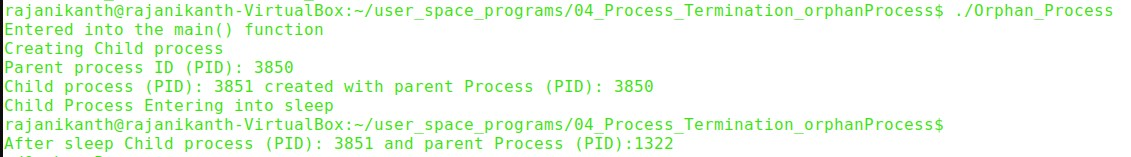 rajanikanth@rajanikanth-VirtualBox:~/user_space_programs/04_Process_Termination_orphanProcess$ ./Orphan_Process
Entered into the main() function
Creating Child process
Parent process ID (PID): 3850
Child process (PID): 3851 created with parent Process (PID): 3850
Child Process Entering into sleep
rajanikanth@rajanikanth-VirtualBox:~/user_space_programs/04_Process_Termination_orphanProcess$
After sleep Child process (PID): 3851 and parent Process (PID):1322